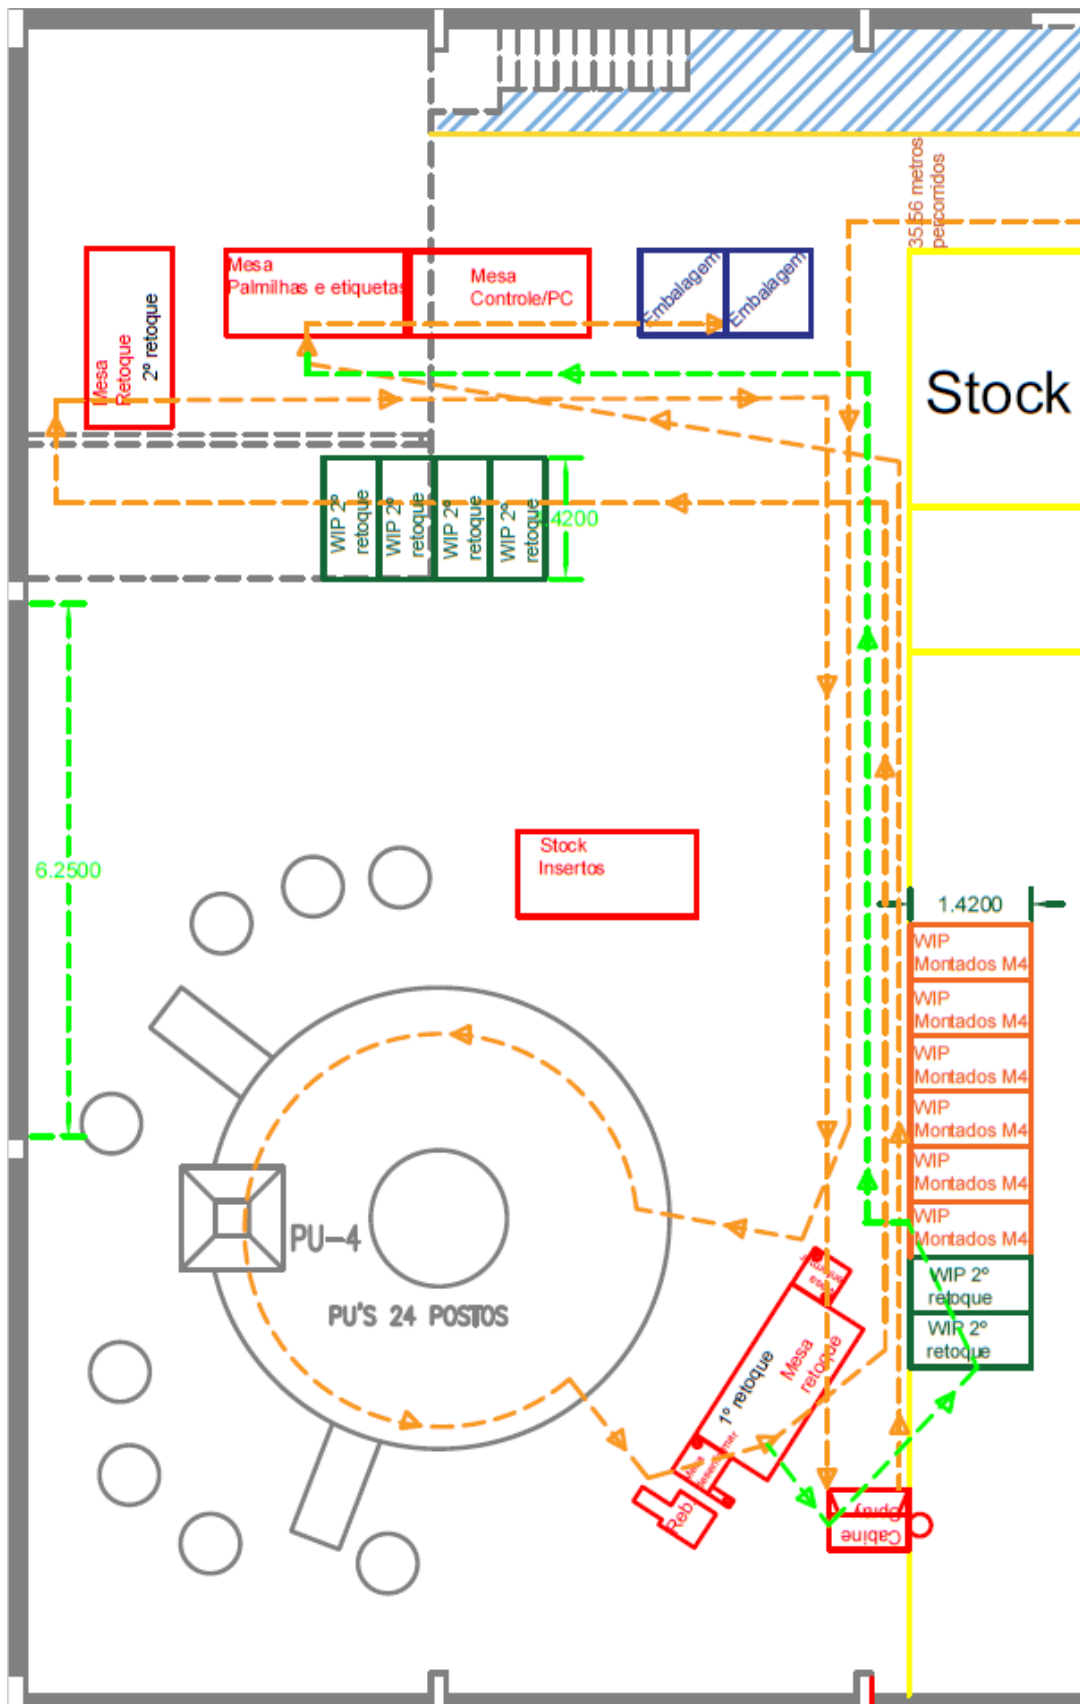 35.56 metros
percorridos
Mesa
Retoque
2º retoque
Mesa
Palmilhas e etiquetas
Mesa
Controle/PC
Embalagem
Embalagem
Stock
WIP 2º
retoque
WIP 2º
retoque
WIP 2º
retoque
WIP 2º
retoque
.4200
6.2500
Stock
Insertos
1.4200
WIP
Montados M4
WIP
Montados M4
WIP
Montados M4
WIP
Montados M4
WIP
Montados M4
WIP
Montados M4
WIP 2º
retoque
WIP 2º
retoque
PU-4
PU'S 24 POSTOS
Mesa
1º retoque
Mesa
retoque
Mesa
Reb
Cabine
Spray